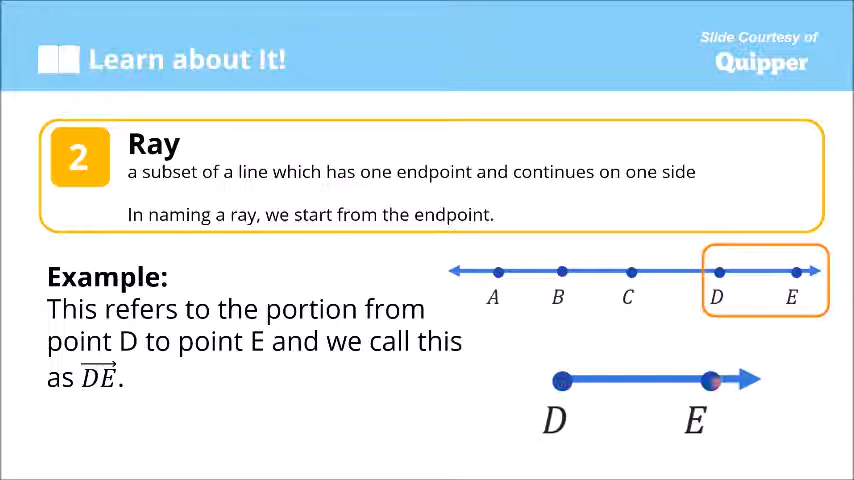 Slide Courtesy of
Quipper
Learn about It!
2
Ray
a subset of a line which has one endpoint and continues on one side
In naming a ray, we start from the endpoint.
Example:
This refers to the portion from
point D to point E and we call this
as \(\overrightarrow{DE}\).
A B C D E
D E